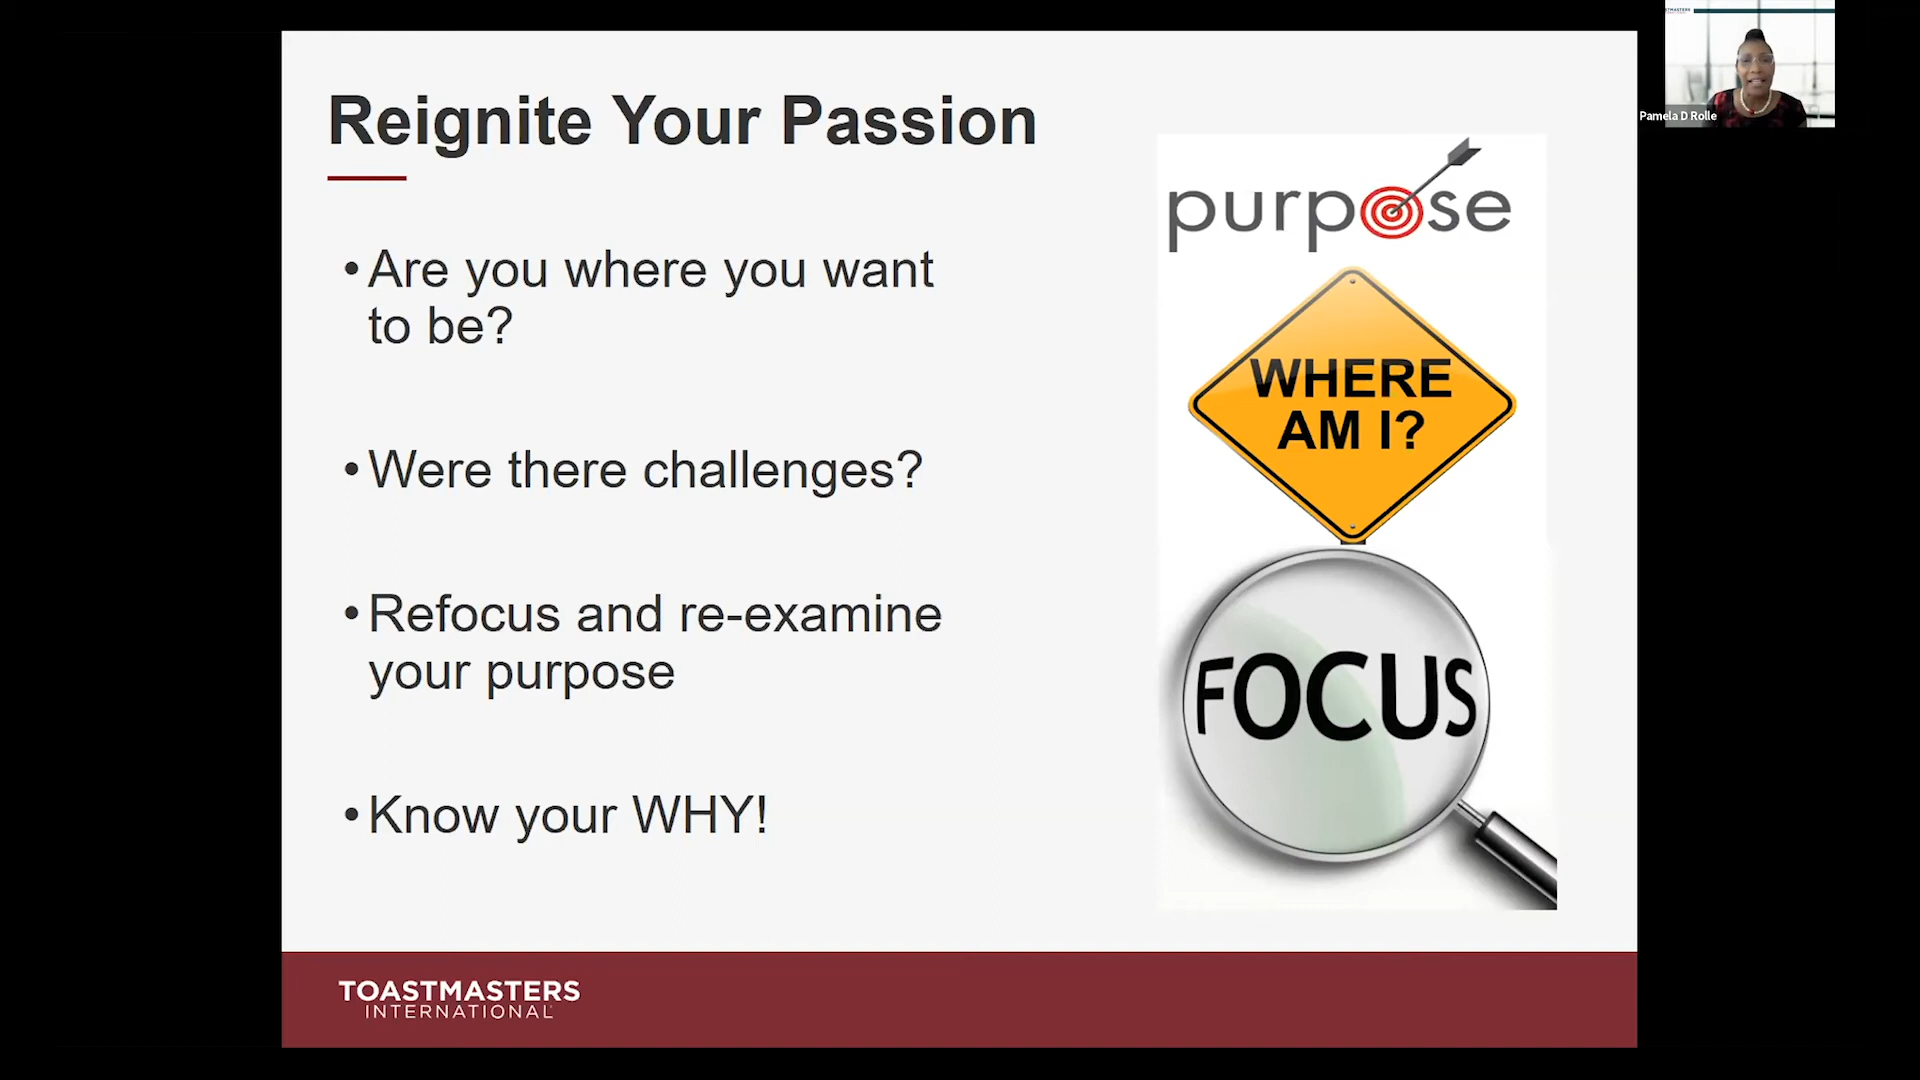 Reignite Your Passion
•Are you where you want
to be?
•Were there challenges?
•Refocus and re-examine
your purpose
•Know your WHY!
purpose
WHERE
AM I?
FOCUS
TOASTMASTERS
INTERNATIONAL
Pamela D Rolle